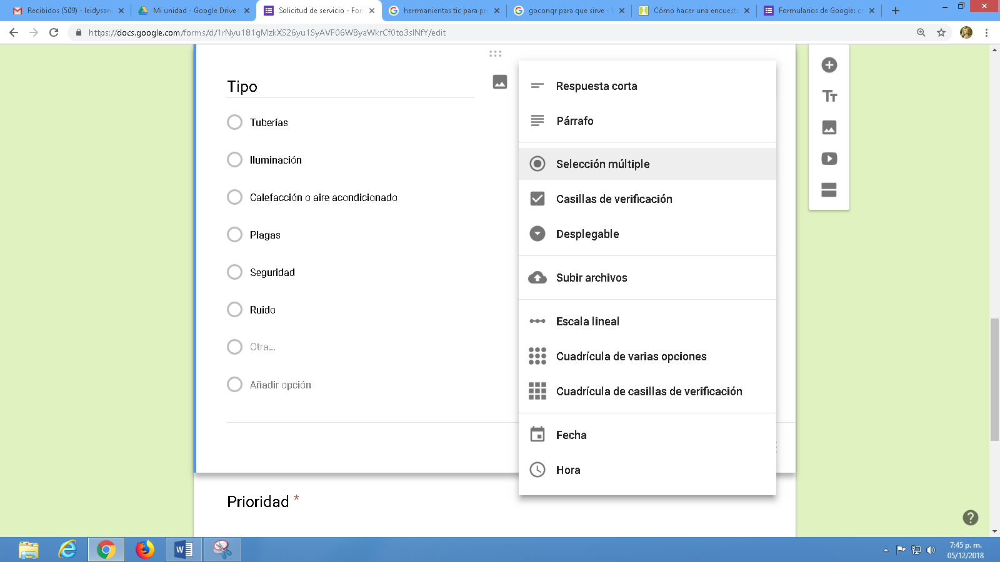 Recibidos (509) - leidysan
Mi unidad - Google Drive
Solicitud de servicio - For
herrmanientas tic para pr
goconqr para que sirve -
Cómo hacer una encuest
Formularios de Google: c
https://docs.google.com/forms/d/1rNyu181gMzkXS26yu1SyAVF06WByaWkrCf0to3sINfY/edit
Tipo
Tuberías
Iluminación
Calefacción o aire acondicionado
Plagas
Seguridad
Ruido
Otra...
Añadir opción
Respuesta corta
Párrafo
Selección múltiple
Casillas de verificación
Desplegable
Subir archivos
Escala lineal
Cuadrícula de varias opciones
Cuadrícula de casillas de verificación
Fecha
Hora
Tt
Prioridad *
7:45 p. m.
05/12/2018